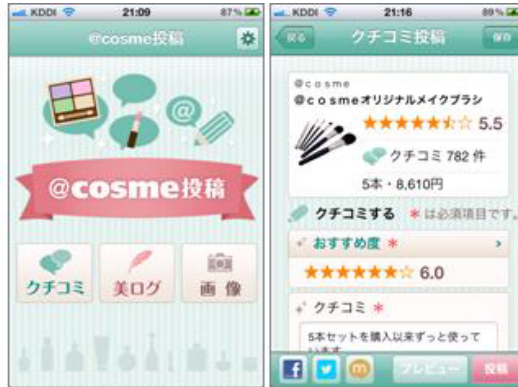 KDDI 21:09 87%
@cosme投稿
@cosme投稿
クチコミ
美ログ
画像
KDDI 21:16 89%
戻る クチコミ投稿 保存
@cosme
@cosmeオリジナルメイクブラシ
5.5
クチコミ 782 件
5本・8,610円
クチコミする *は必須項目です。
おすすめ度 *
6.0
クチコミ *
5本セットを購入以来ずっと使って
います
プレビュー 投稿